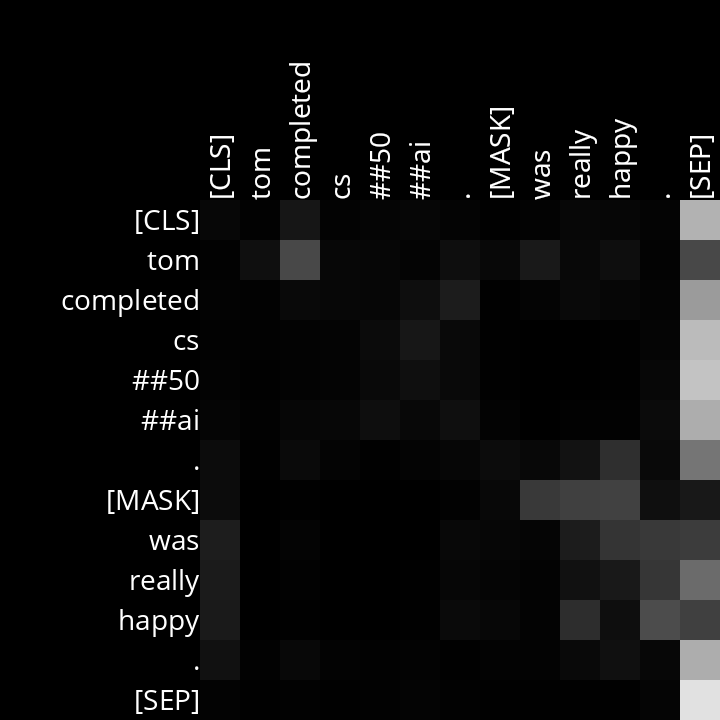 [CLS] tom completed cs ##50 ##ai . [MASK] was really happy . [SEP]
[CLS]
tom
completed
cs
##50
##ai
.
[MASK]
was
really
happy
.
[SEP]